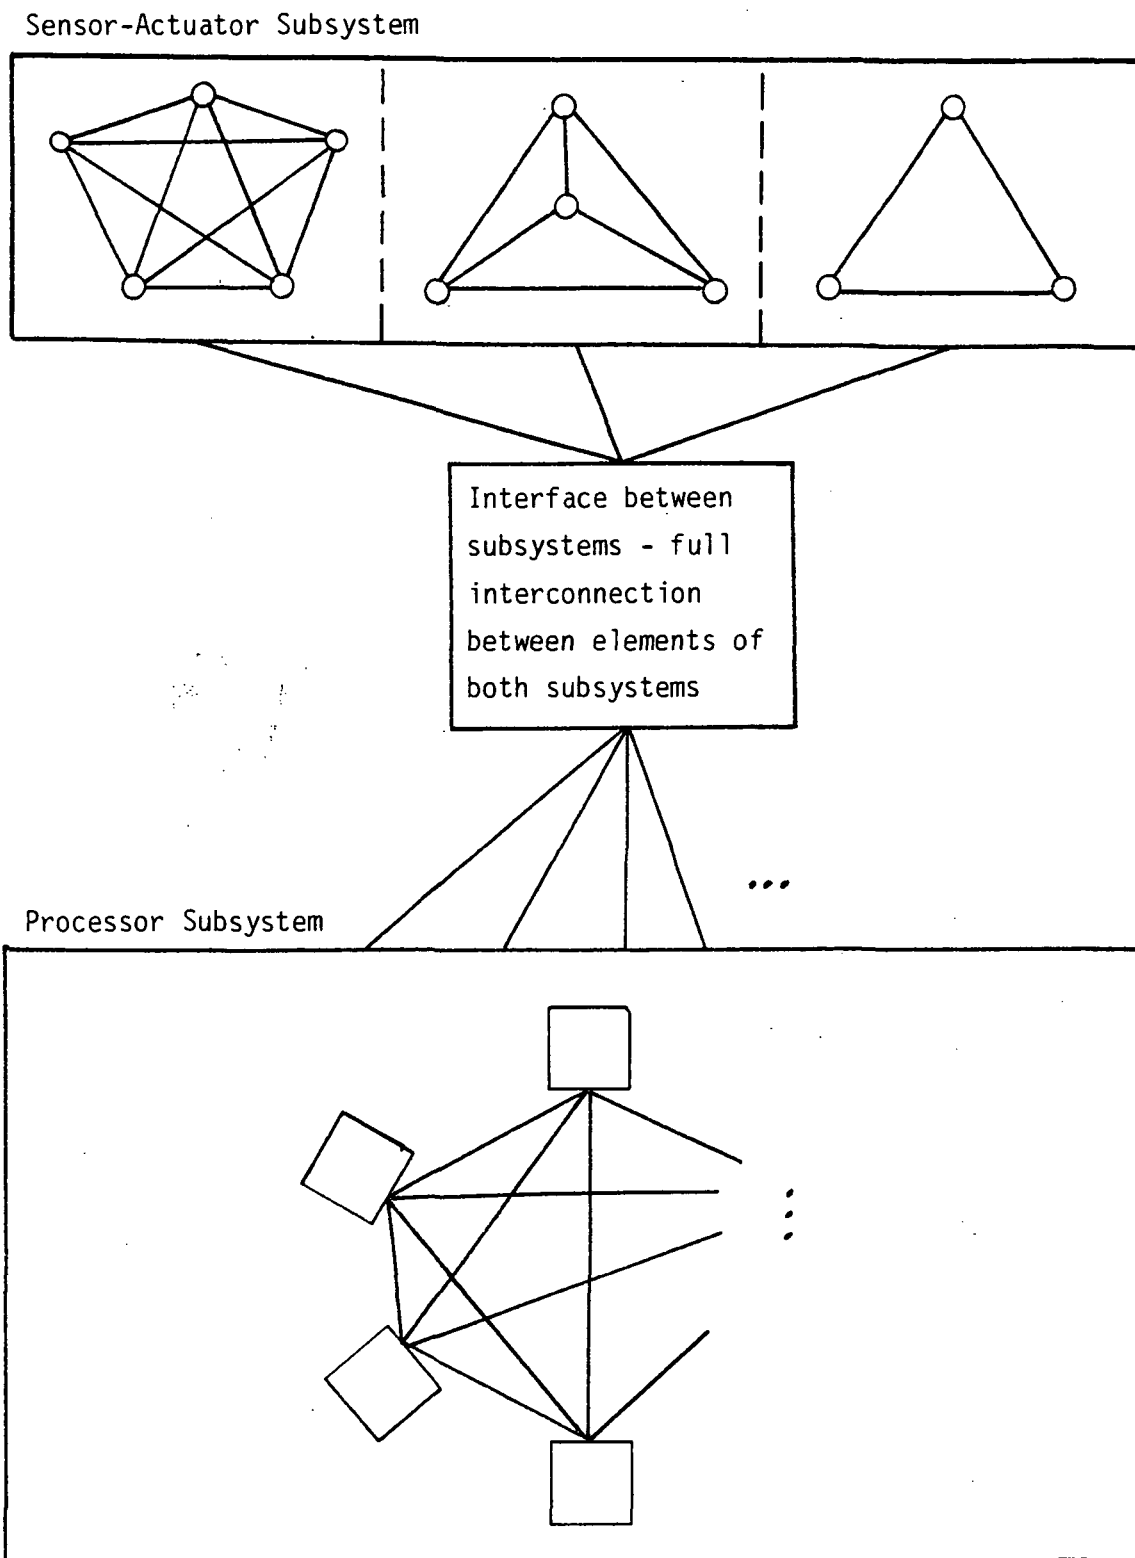 Sensor-Actuator Subsystem
Interface between
subsystems - full
interconnection
between elements of
both subsystems
...
Processor Subsystem